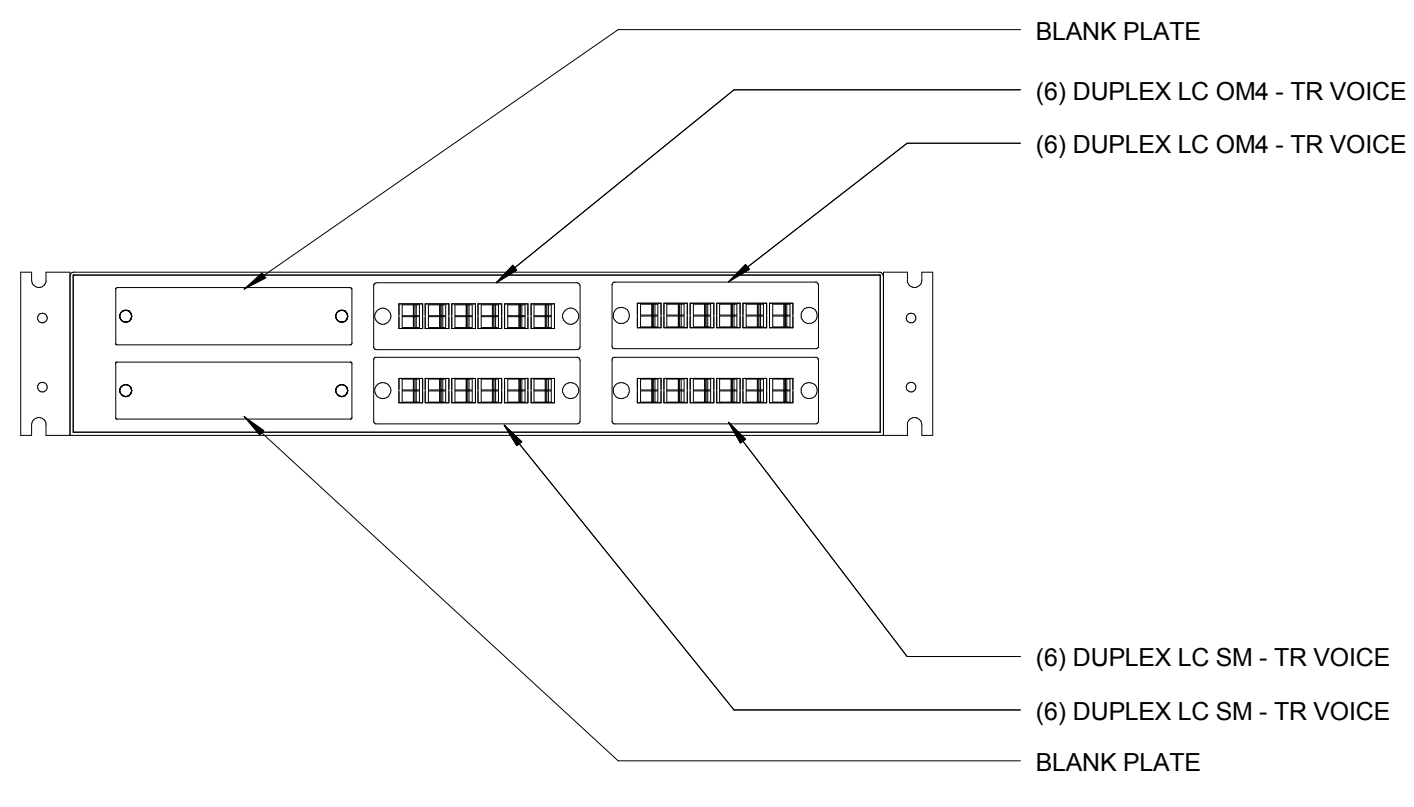 BLANK PLATE
(6) DUPLEX LC OM4 - TR VOICE
(6) DUPLEX LC OM4 - TR VOICE
(6) DUPLEX LC SM - TR VOICE
(6) DUPLEX LC SM - TR VOICE
BLANK PLATE